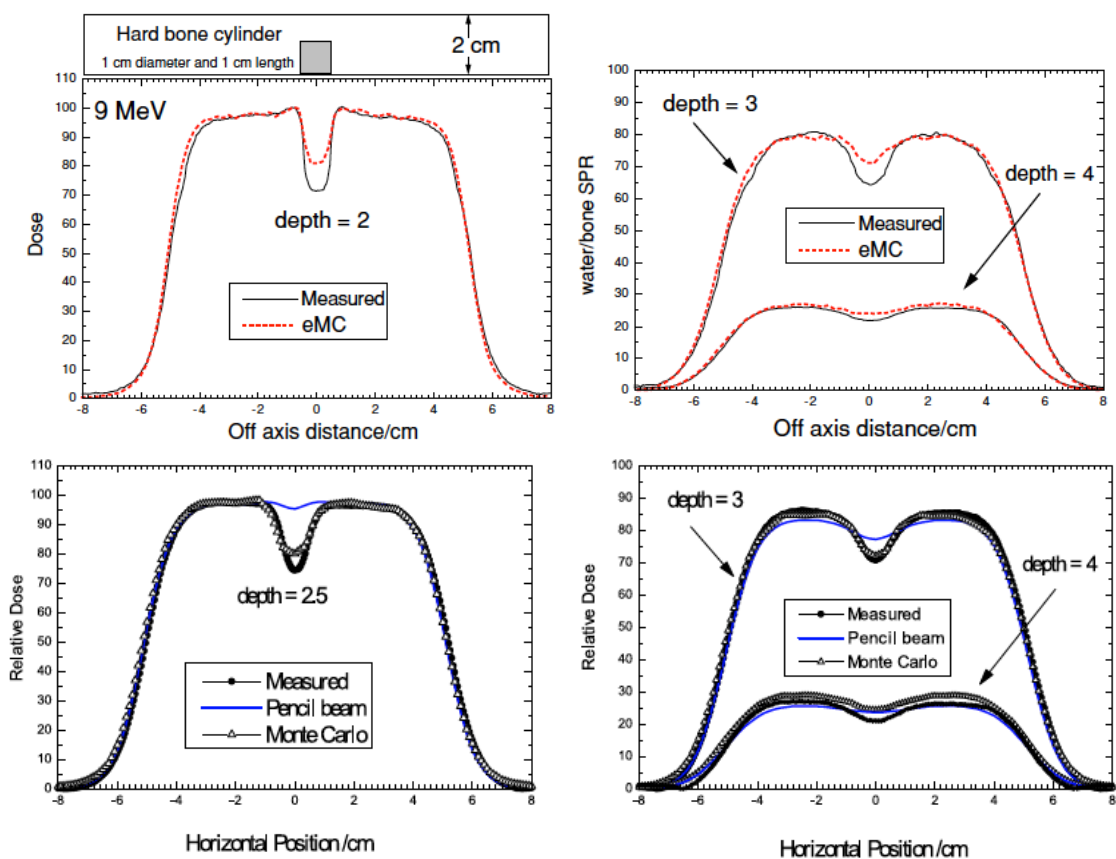 Hard bone cylinder
1 cm diameter and 1 cm length
2 cm
110
100
90
80
70
60
50
40
30
20
10
0
Dose
9 MeV
depth = 2
Measured
eMC
-8 -6 -4 -2 0 2 4 6 8
Off axis distance/cm
100
90
80
70
60
50
40
30
20
10
0
water/bone SPR
depth = 3
depth = 4
Measured
eMC
-8 -6 -4 -2 0 2 4 6 8
Off axis distance/cm
110
100
90
80
70
60
50
40
30
20
10
0
Relative Dose
depth = 2.5
Measured
Pencil beam
Monte Carlo
-8 -6 -4 -2 0 2 4 6 8
Horizontal Position /cm
100
90
80
70
60
50
40
30
20
10
0
Relative Dose
depth = 3
depth = 4
Measured
Pencil beam
Monte Carlo
-8 -6 -4 -2 0 2 4 6 8
Horizontal Position /cm